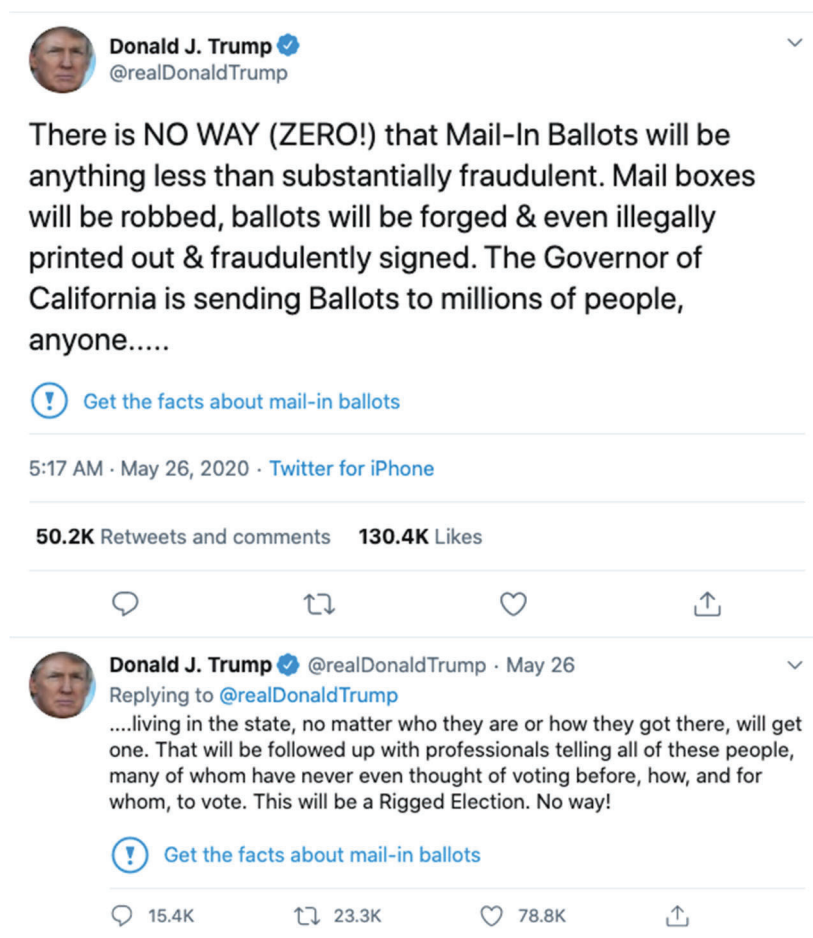 Donald J. Trump
@realDonaldTrump
There is NO WAY (ZERO!) that Mail-In Ballots will be
anything less than substantially fraudulent. Mail boxes
will be robbed, ballots will be forged & even illegally
printed out & fraudulently signed. The Governor of
California is sending Ballots to millions of people,
anyone.....
Get the facts about mail-in ballots
5:17 AM · May 26, 2020 · Twitter for iPhone
50.2K Retweets and comments 130.4K Likes
Donald J. Trump @realDonaldTrump · May 26
Replying to @realDonaldTrump
....living in the state, no matter who they are or how they got there, will get
one. That will be followed up with professionals telling all of these people,
many of whom have never even thought of voting before, how, and for
whom, to vote. This will be a Rigged Election. No way!
Get the facts about mail-in ballots
15.4K 23.3K 78.8K